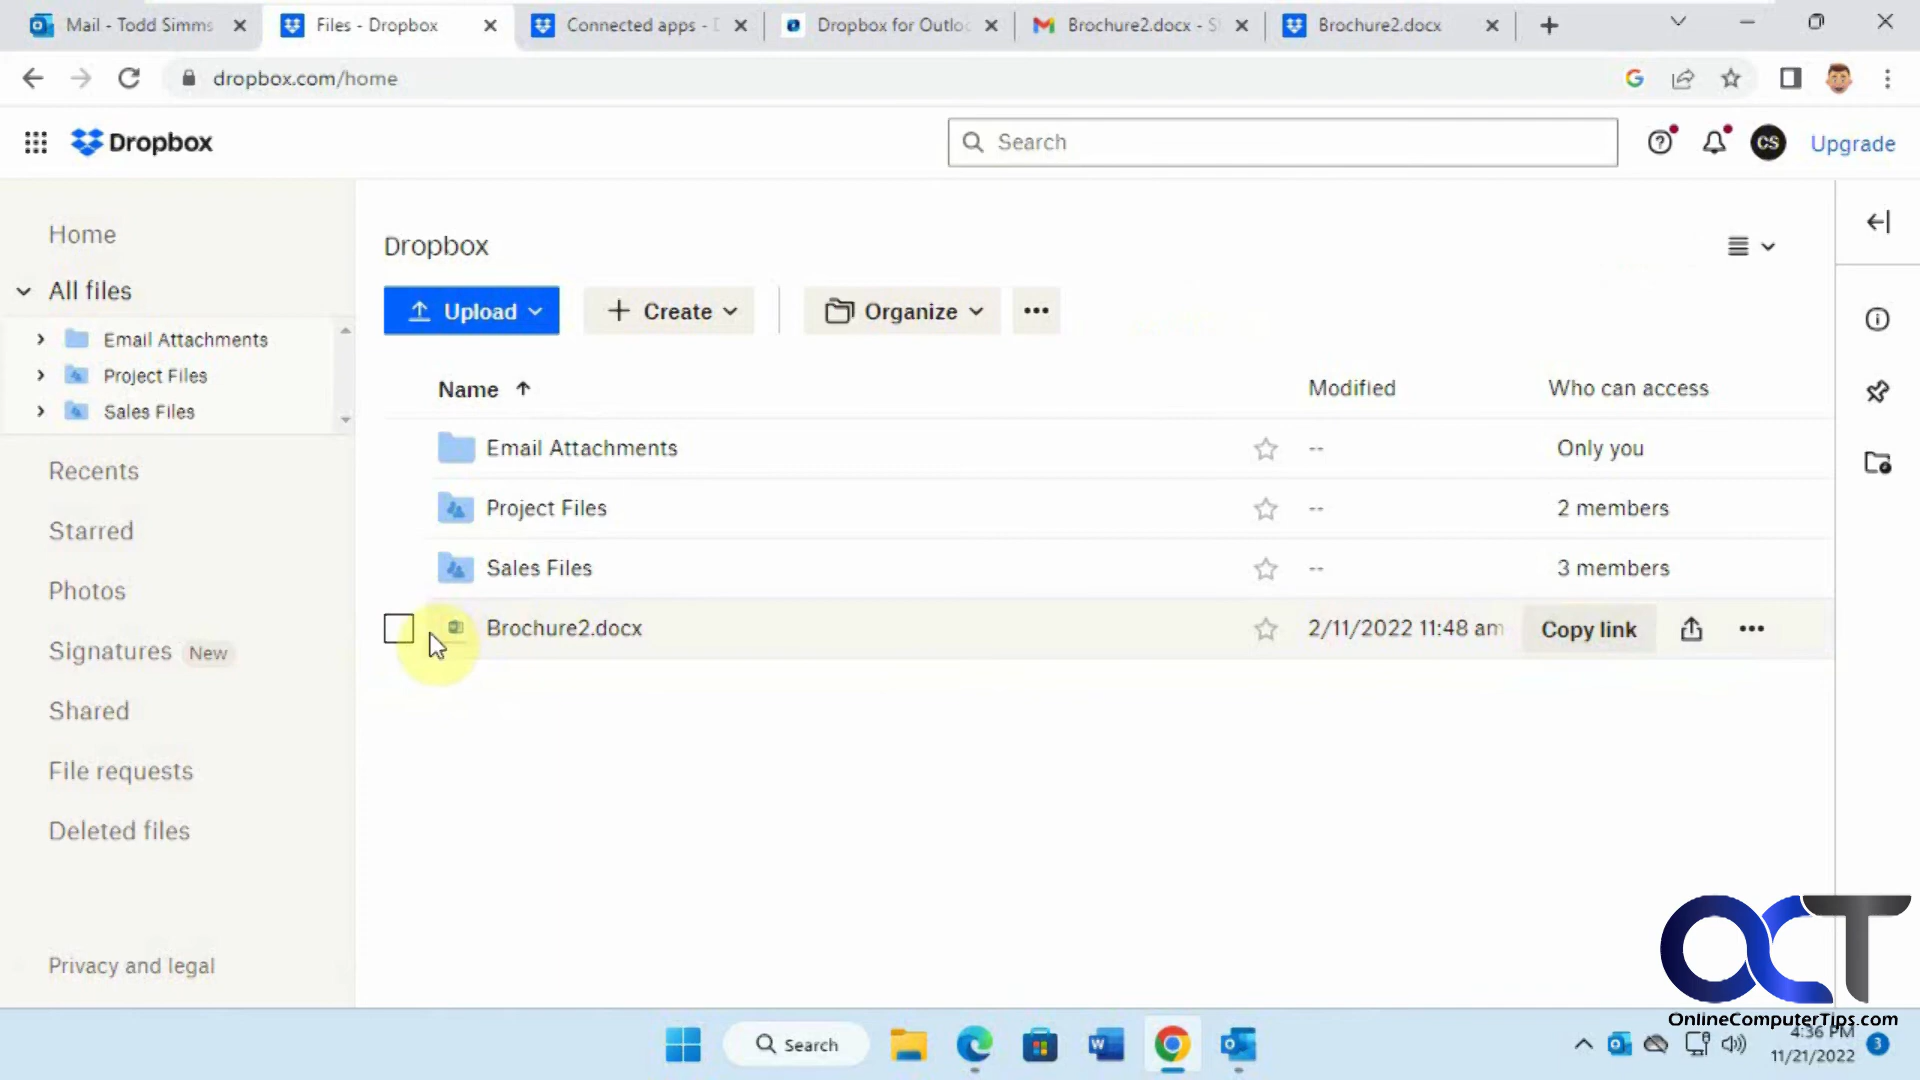 Mail - Todd Simms
Files - Dropbox
Connected apps - D
Dropbox for Outloo
Brochure2.docx - S
Brochure2.docx
dropbox.com/home
Dropbox
Search
CS
Upgrade
Home
All files
Email Attachments
Project Files
Sales Files
Recents
Starred
Photos
Signatures New
Shared
File requests
Deleted files
Privacy and legal
Dropbox
Upload
Create
Organize
Name
Modified
Who can access
Email Attachments -- Only you
Project Files -- 2 members
Sales Files -- 3 members
Brochure2.docx 2/11/2022 11:48 am Copy link
OCT
OnlineComputerTips.com
Search
4:36 PM
11/21/2022
3